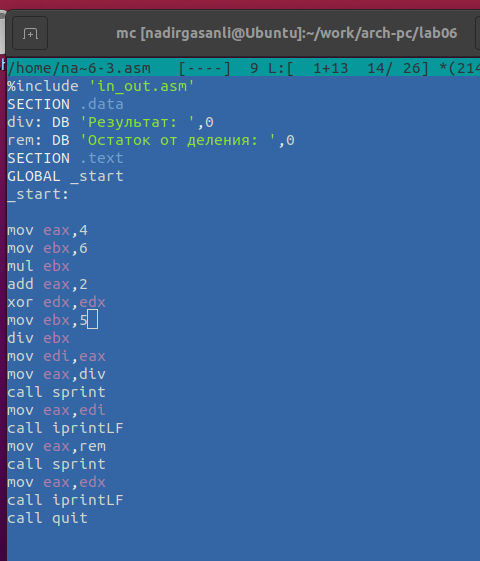 mc [nadirgasanli@Ubuntu]:~/work/arch-pc/lab06
/home/na~6-3.asm   [----]  9 L:[  1+13  14/ 26] *(214
%include 'in_out.asm'
SECTION .data
div: DB 'Результат: ',0
rem: DB 'Остаток от деления: ',0
SECTION .text
GLOBAL _start
_start:

mov eax,4
mov ebx,6
mul ebx
add eax,2
xor edx,edx
mov ebx,5
div ebx
mov edi,eax
mov eax,div
call sprint
mov eax,edi
call iprintLF
mov eax,rem
call sprint
mov eax,edx
call iprintLF
call quit